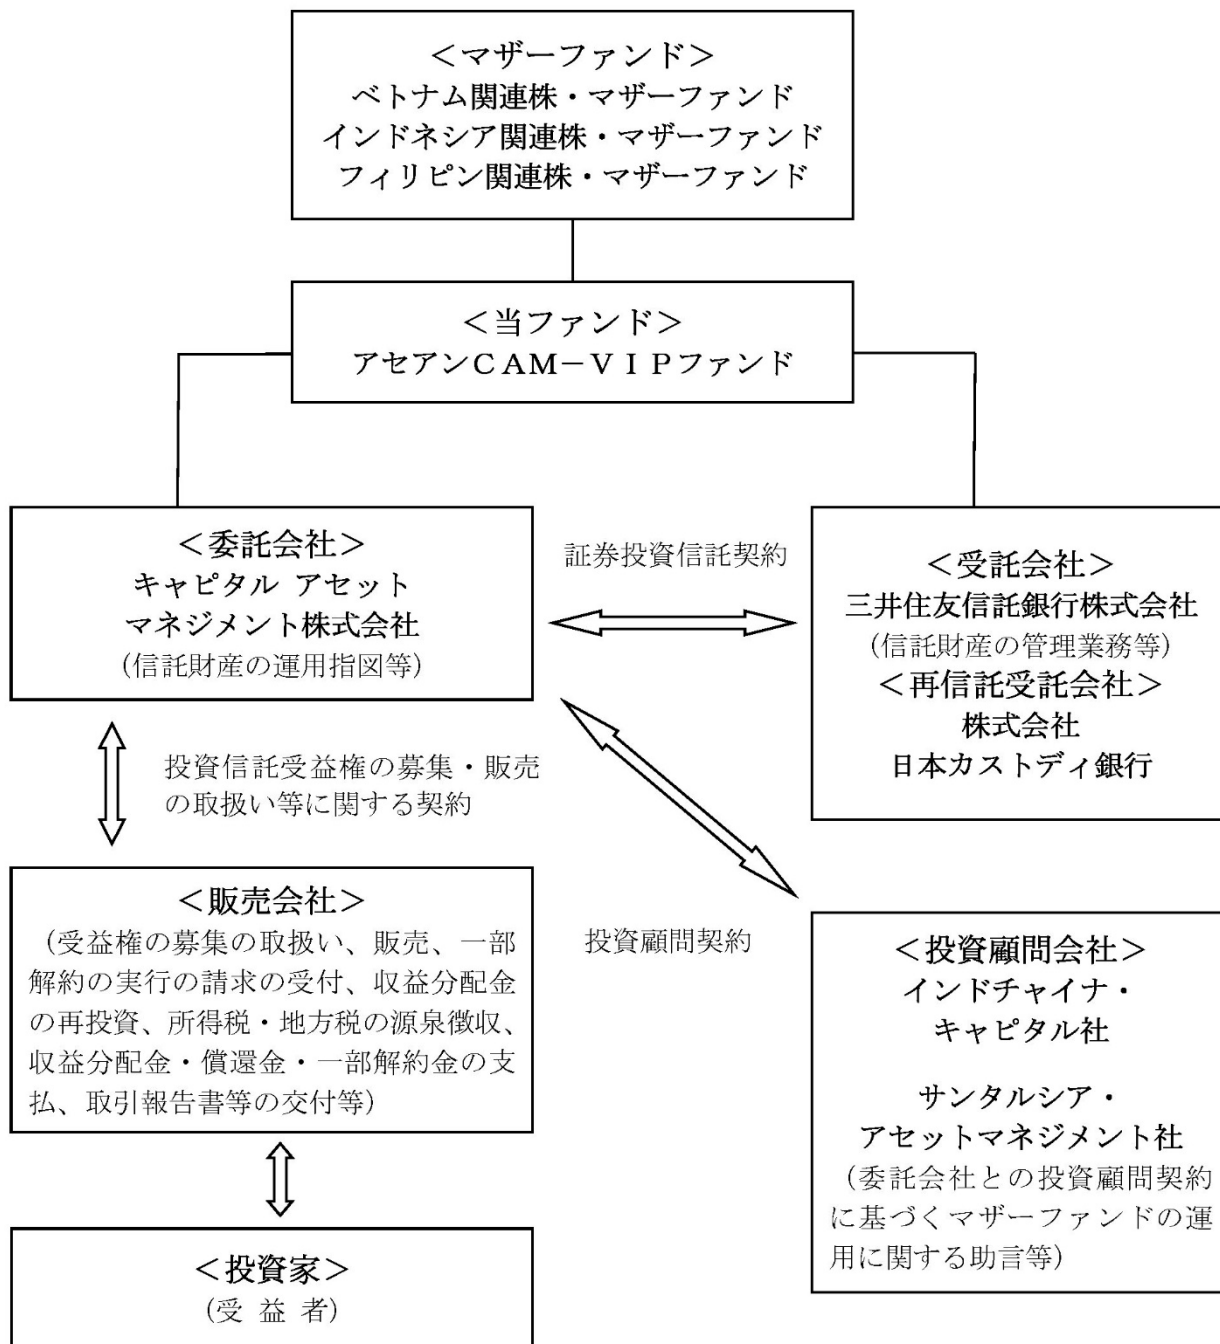 ＜マザーファンド＞
ベトナム関連株・マザーファンド
インドネシア関連株・マザーファンド
フィリピン関連株・マザーファンド
＜当ファンド＞
アセアンＣＡＭ－ＶＩＰファンド
＜委託会社＞
キャピタル アセット
マネジメント株式会社
(信託財産の運用指図等)
証券投資信託契約
＜受託会社＞
三井住友信託銀行株式会社
(信託財産の管理業務等)
＜再信託受託会社＞
株式会社
日本カストディ銀行
投資信託受益権の募集・販売
の取扱い等に関する契約
＜販売会社＞
（受益権の募集の取扱い、販売、一部
解約の実行の請求の受付、収益分配金
の再投資、所得税・地方税の源泉徴収、
収益分配金・償還金・一部解約金の支
払、取引報告書等の交付等）
投資顧問契約
＜投資顧問会社＞
インドチャイナ・
キャピタル社
サンタルシア・
アセットマネジメント社
（委託会社との投資顧問契約
に基づくマザーファンドの運
用に関する助言等）
＜投資家＞
(受 益 者)